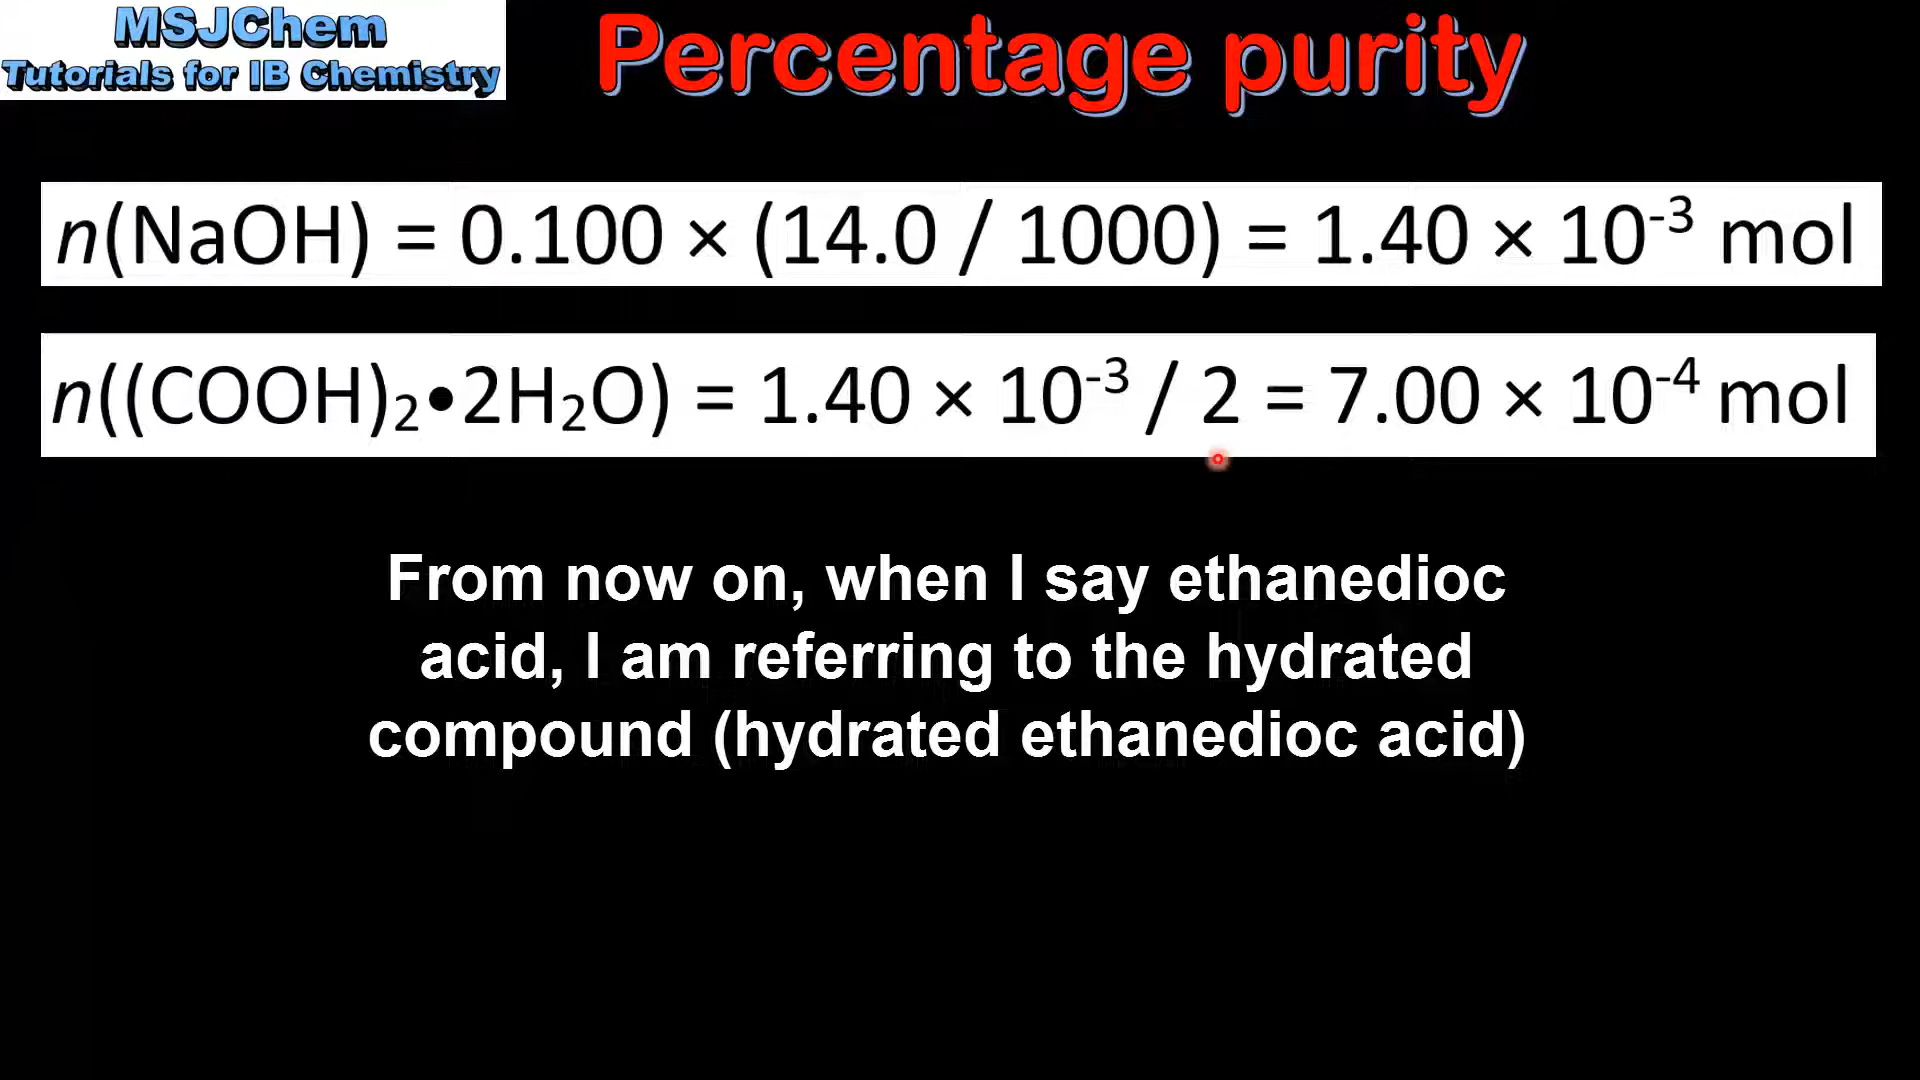 MSJChem
Tutorials for IB Chemistry
Percentage purity
n(NaOH) = 0.100 × (14.0 / 1000) = 1.40 × 10⁻³ mol
n((COOH)₂•2H₂O) = 1.40 × 10⁻³ / 2 = 7.00 × 10⁻⁴ mol
From now on, when I say ethanedioc
acid, I am referring to the hydrated
compound (hydrated ethanedioc acid)